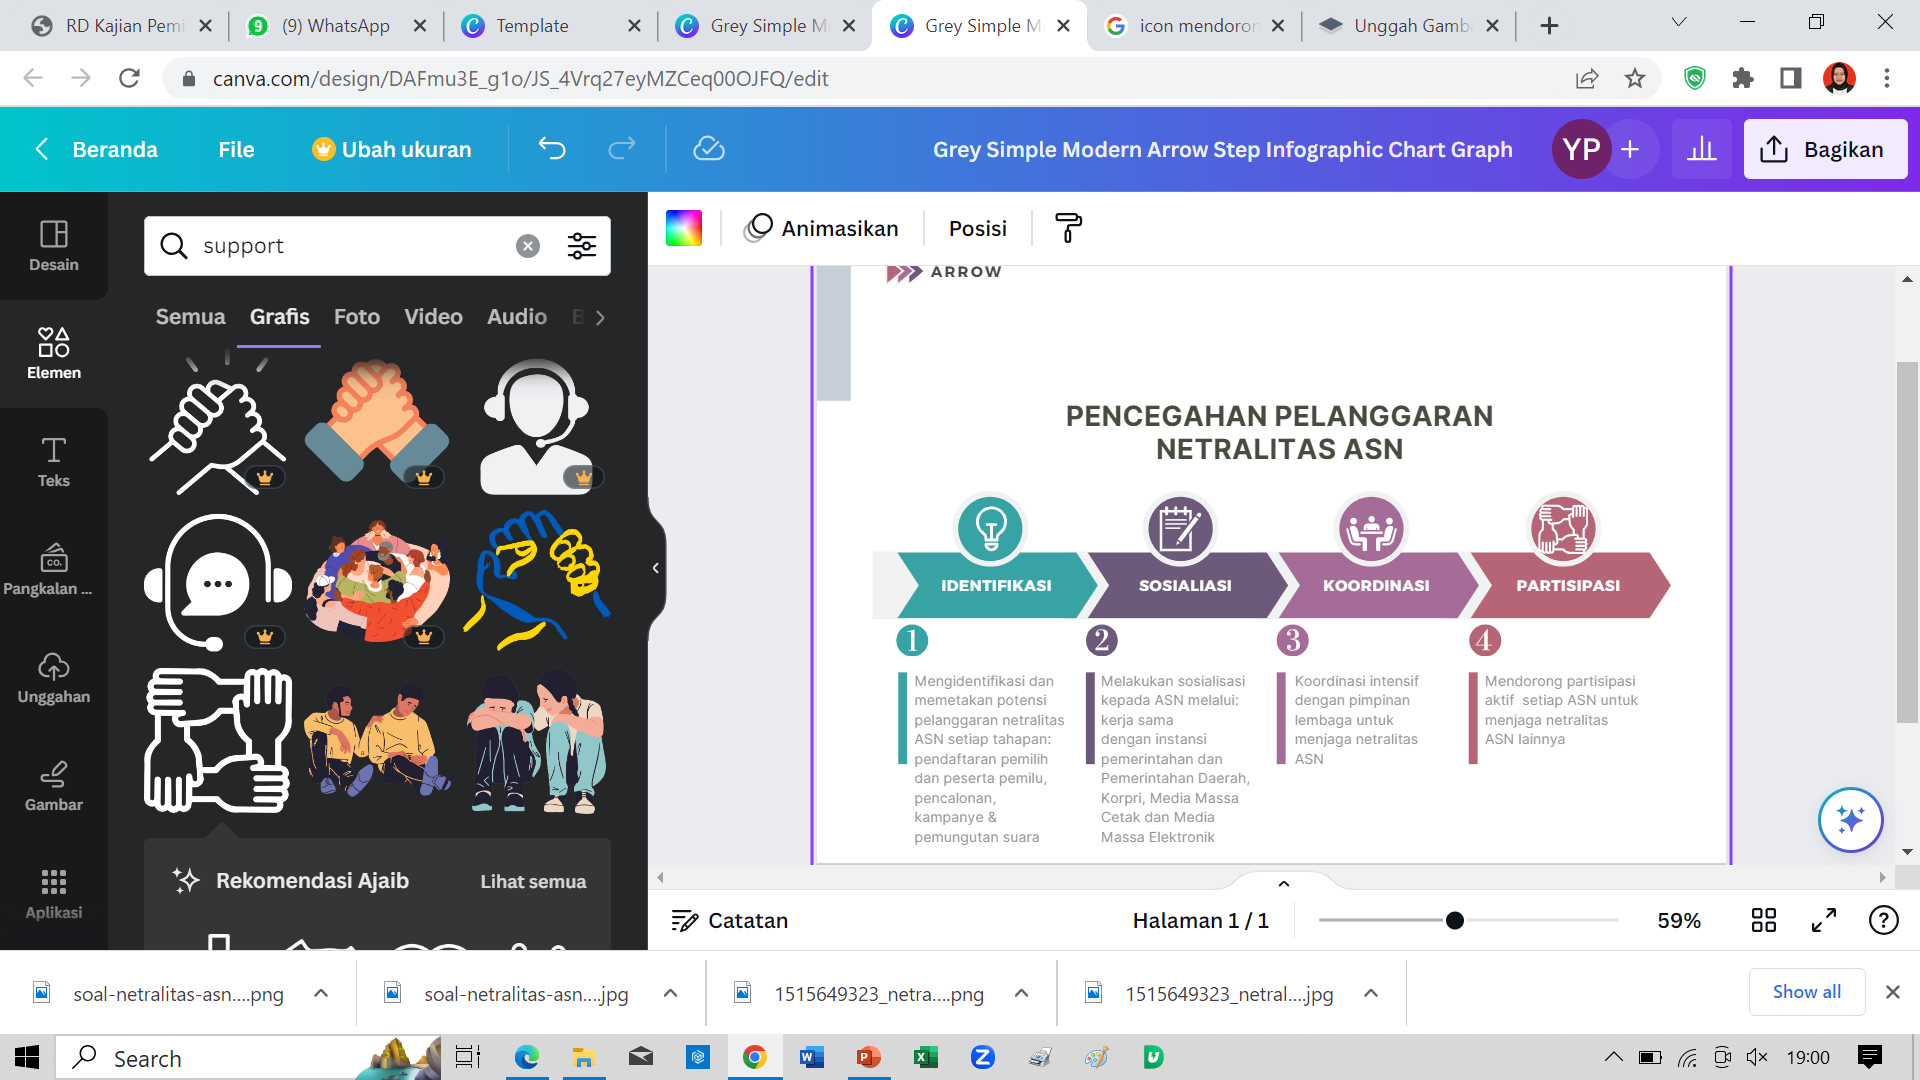 RD Kajian Pemi
(9) WhatsApp
Template
Grey Simple M
Grey Simple M
icon mendoron
Unggah Gamb
canva.com/design/DAFmu3E_g1o/JS_4Vrq27eyMZCeq00OJFQ/edit
Beranda
File
Ubah ukuran
Grey Simple Modern Arrow Step Infographic Chart Graph
YP
Bagikan
Desain
Elemen
Teks
CO.
Pangkalan ...
Unggahan
Gambar
Aplikasi
support
Semua
Grafis
Foto
Video
Audio
Rekomendasi Ajaib
Lihat semua
Animasikan
Posisi
ARROW
PENCEGAHAN PELANGGARAN
NETRALITAS ASN
IDENTIFIKASI
SOSIALIASI
KOORDINASI
PARTISIPASI
1
Mengidentifikasi dan
memetakan potensi
pelanggaran netralitas
ASN setiap tahapan:
pendaftaran pemilih
dan peserta pemilu,
pencalonan,
kampanye &
pemungutan suara
2
Melakukan sosialisasi
kepada ASN melalui:
kerja sama
dengan instansi
pemerintahan dan
Pemerintahan Daerah,
Korpri, Media Massa
Cetak dan Media
Massa Elektronik
3
Koordinasi intensif
dengan pimpinan
lembaga untuk
menjaga netralitas
ASN
4
Mendorong partisipasi
aktif setiap ASN untuk
menjaga netralitas
ASN lainnya
Catatan
Halaman 1 / 1
59%
soal-netralitas-asn....png
soal-netralitas-asn....jpg
1515649323_netra....png
1515649323_netral....jpg
Show all
Search
19:00